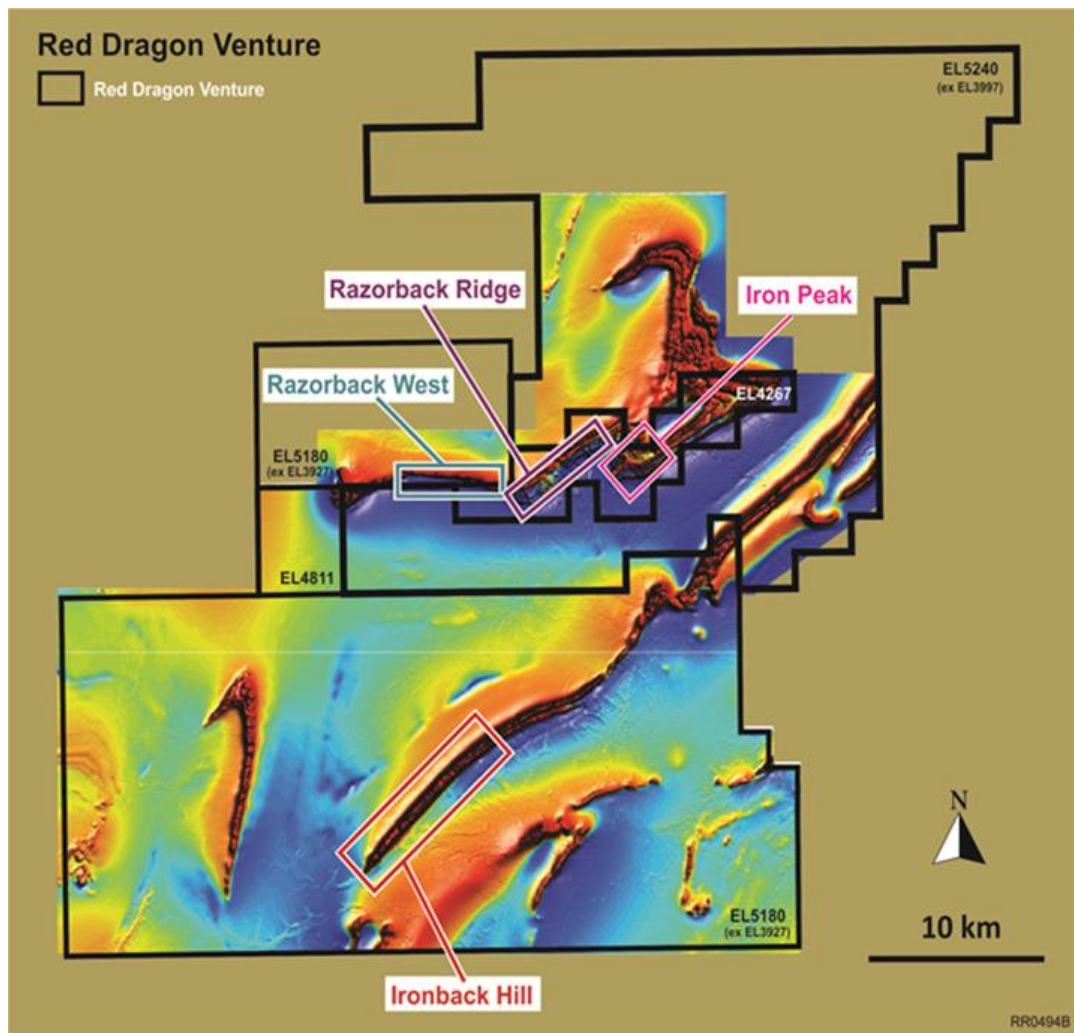 Red Dragon Venture
Red Dragon Venture
EL5240
(ex EL3997)
Razorback Ridge
Iron Peak
Razorback West
EL4267
EL5180
(ex EL3927)
EL4811
N
10 km
EL5180
(ex EL3927)
Ironback Hill
RR0494B